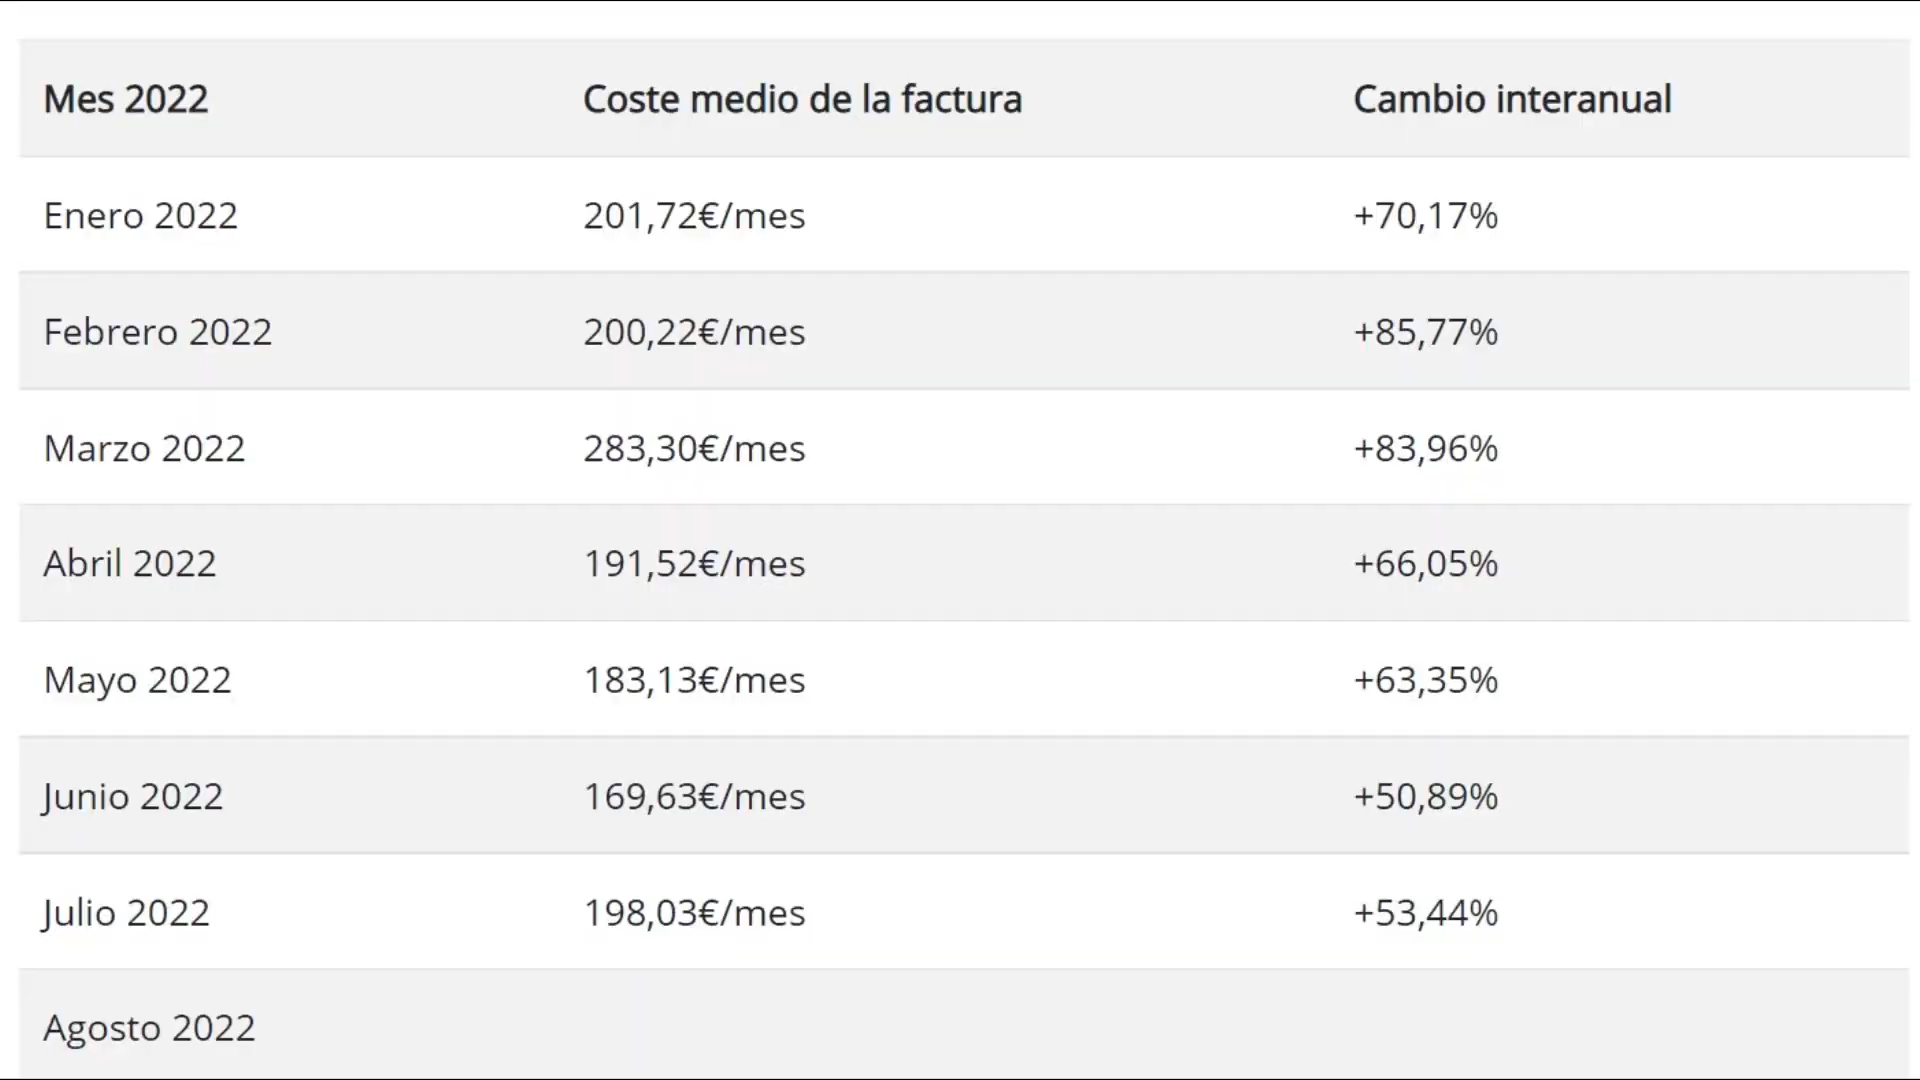 Mes 2022 Coste medio de la factura Cambio interanual
Enero 2022 201,72€/mes +70,17%
Febrero 2022 200,22€/mes +85,77%
Marzo 2022 283,30€/mes +83,96%
Abril 2022 191,52€/mes +66,05%
Mayo 2022 183,13€/mes +63,35%
Junio 2022 169,63€/mes +50,89%
Julio 2022 198,03€/mes +53,44%
Agosto 2022